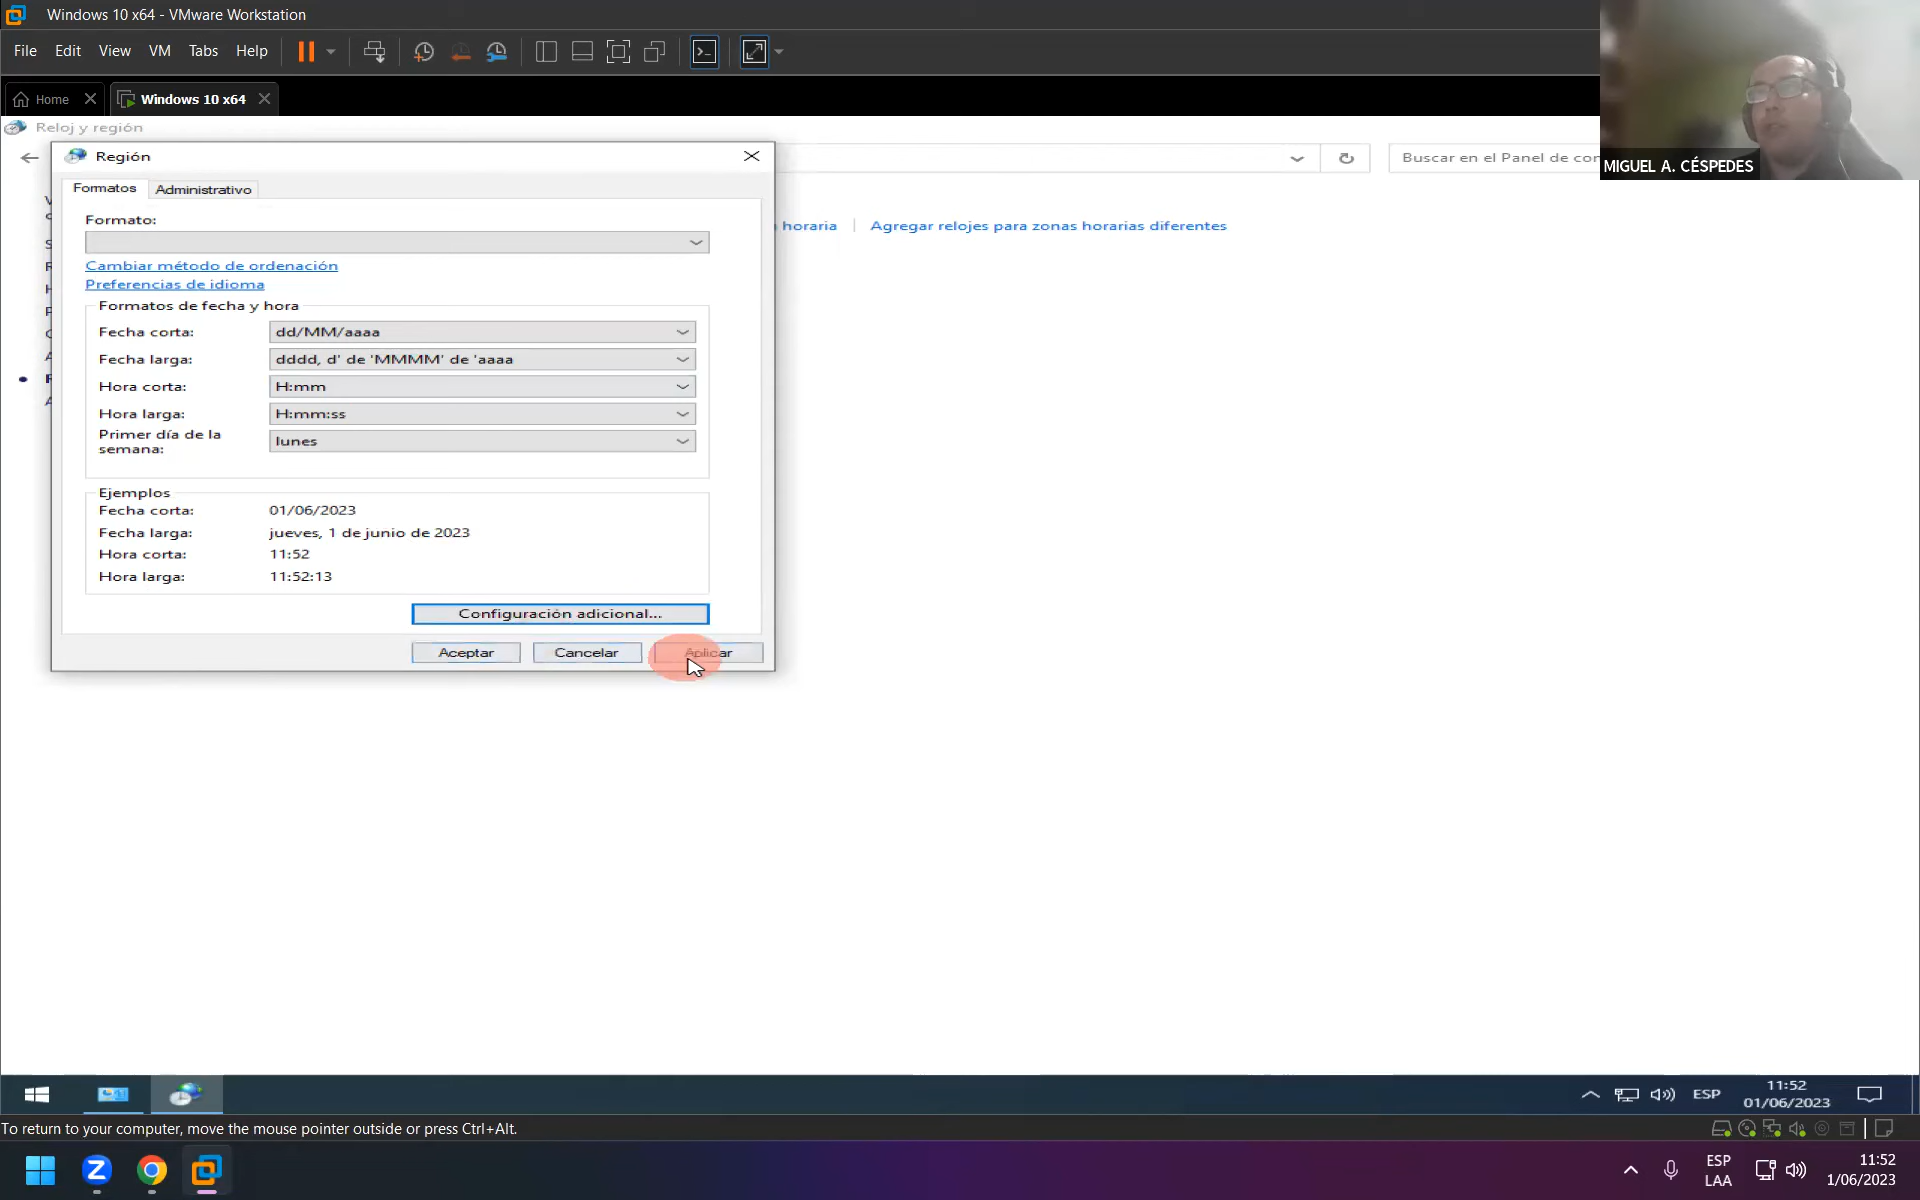 Windows 10 x64 - VMware Workstation
File Edit View VM Tabs Help
Home
Windows 10 x64
Reloj y región
Región
Buscar en el Panel de con
MIGUEL A. CÉSPEDES
Formatos
Administrativo
horaria
Agregar relojes para zonas horarias diferentes
Formato:
Cambiar método de ordenación
Preferencias de idioma
Formatos de fecha y hora
Fecha corta: dd/MM/aaaa
Fecha larga: dddd, d' de 'MMMM' de 'aaaa
Hora corta: H:mm
Hora larga: H:mm:ss
Primer día de la
semana: lunes
Ejemplos
Fecha corta: 01/06/2023
Fecha larga: jueves, 1 de junio de 2023
Hora corta: 11:52
Hora larga: 11:52:13
Configuración adicional...
Aceptar
Cancelar
Aplicar
ESP
11:52
01/06/2023
To return to your computer, move the mouse pointer outside or press Ctrl+Alt.
ESP
LAA
11:52
1/06/2023